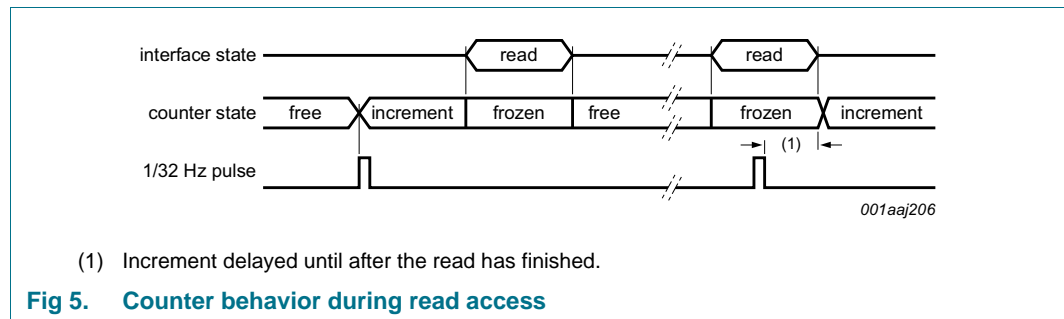 interface state read read
counter state free increment frozen free frozen increment
(1)
1/32 Hz pulse
001aaj206
(1) Increment delayed until after the read has finished.
Fig 5. Counter behavior during read access